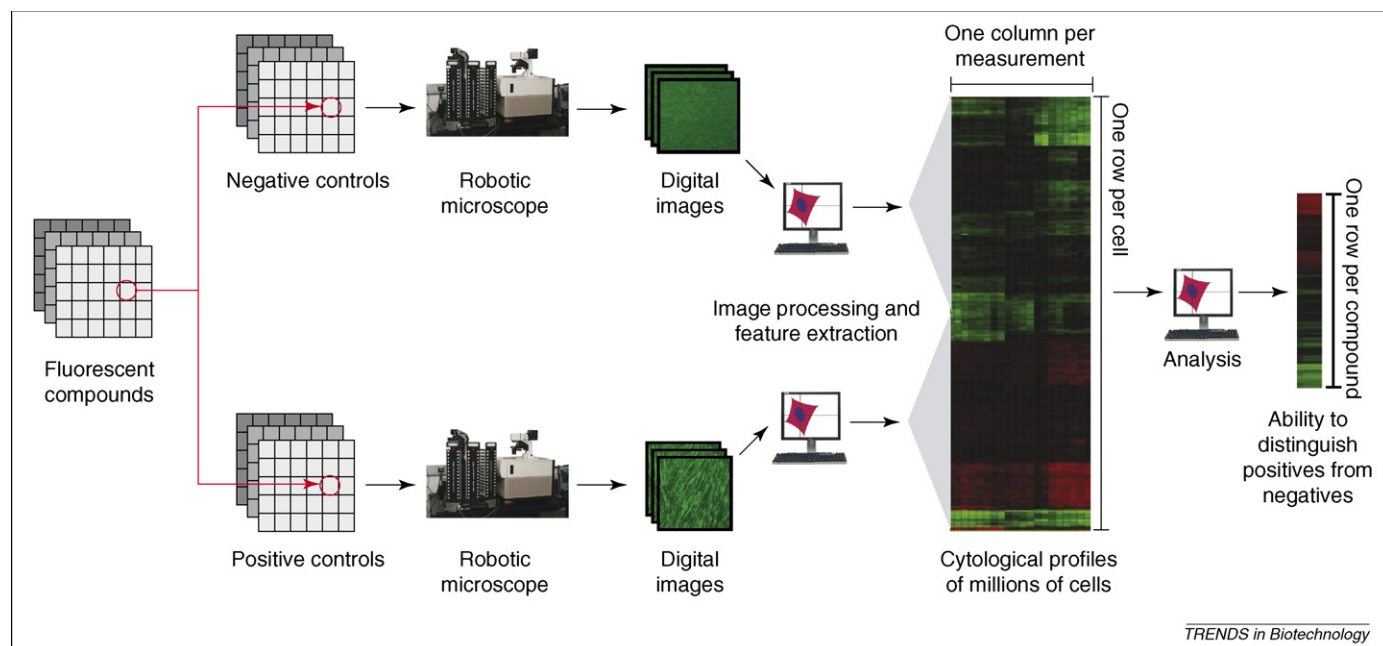 One column per
measurement
One row per cell
Negative controls
Robotic
microscope
Digital
images
One row per compound
Fluorescent
compounds
Image processing and
feature extraction
Analysis
Ability to
distinguish
positives from
negatives
Positive controls
Robotic
microscope
Digital
images
Cytological profiles
of millions of cells
TRENDS in Biotechnology